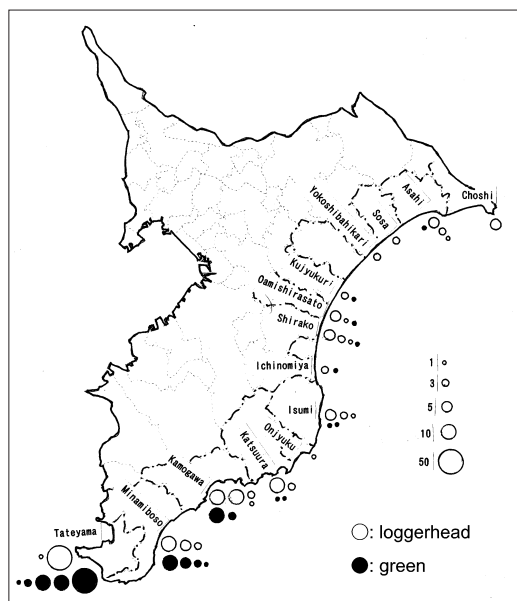 Choshi
Asahi
Sosa
Yokoshibahikari
Kujyukuri
Oamishirasato
Shirako
Ichinomiya
Isumi
Onjyuku
Katsuura
Kamogawa
Minamiboso
Tateyama
1
3
5
10
50
: loggerhead
: green